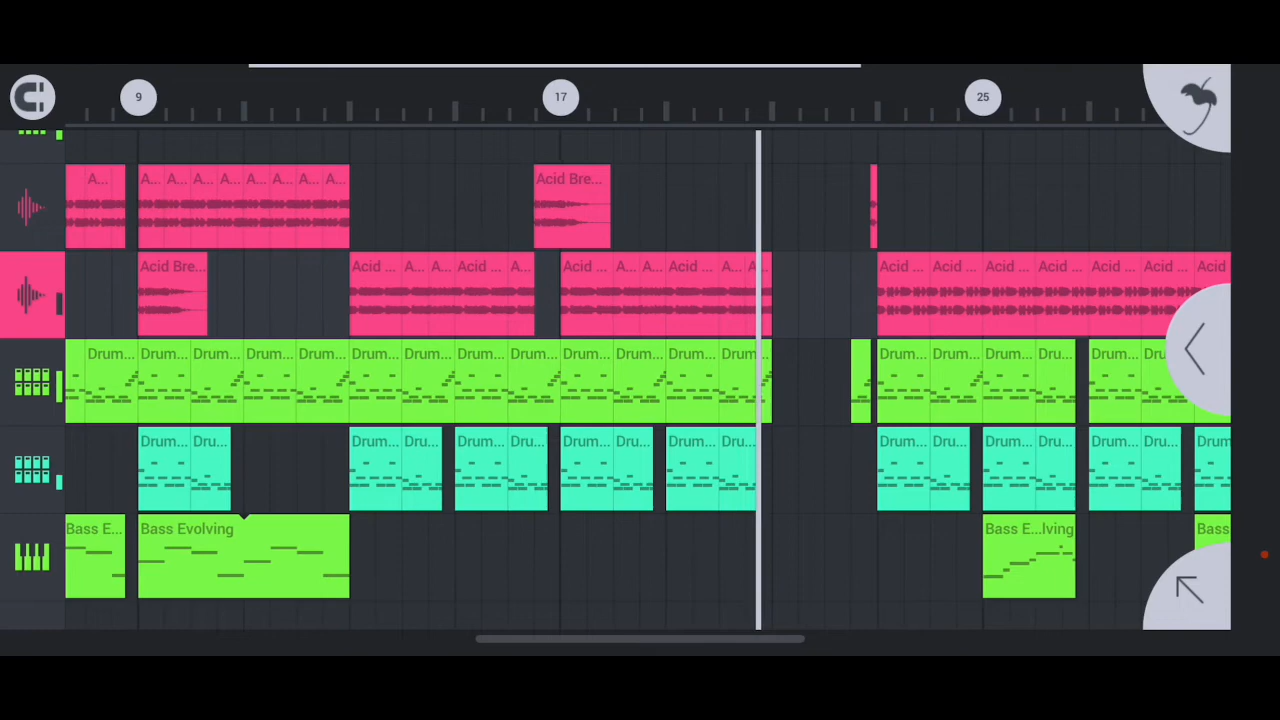 9 17 25
A... A... A... A... A... A... A... A... A... Acid Bre...
Acid Bre... Acid ... A... A... Acid ... A... Acid ... A... A... Acid ... A... A... Acid ... Acid ... Acid ... Acid ... Acid ... Acid ... Acid
Drum... Drum... Drum... Drum... Drum... Drum... Drum... Drum... Drum... Drum... Drum... Drum... Drum... Drum... Drum... Dru... Drum... Drum...
Drum... Dru... Drum... Dru... Drum... Dru... Drum... Dru... Drum... Drum... Drum... Dru... Drum... Dru... Drum... Dru... Drum
Bass E... Bass Evolving Bass E...lving Bass